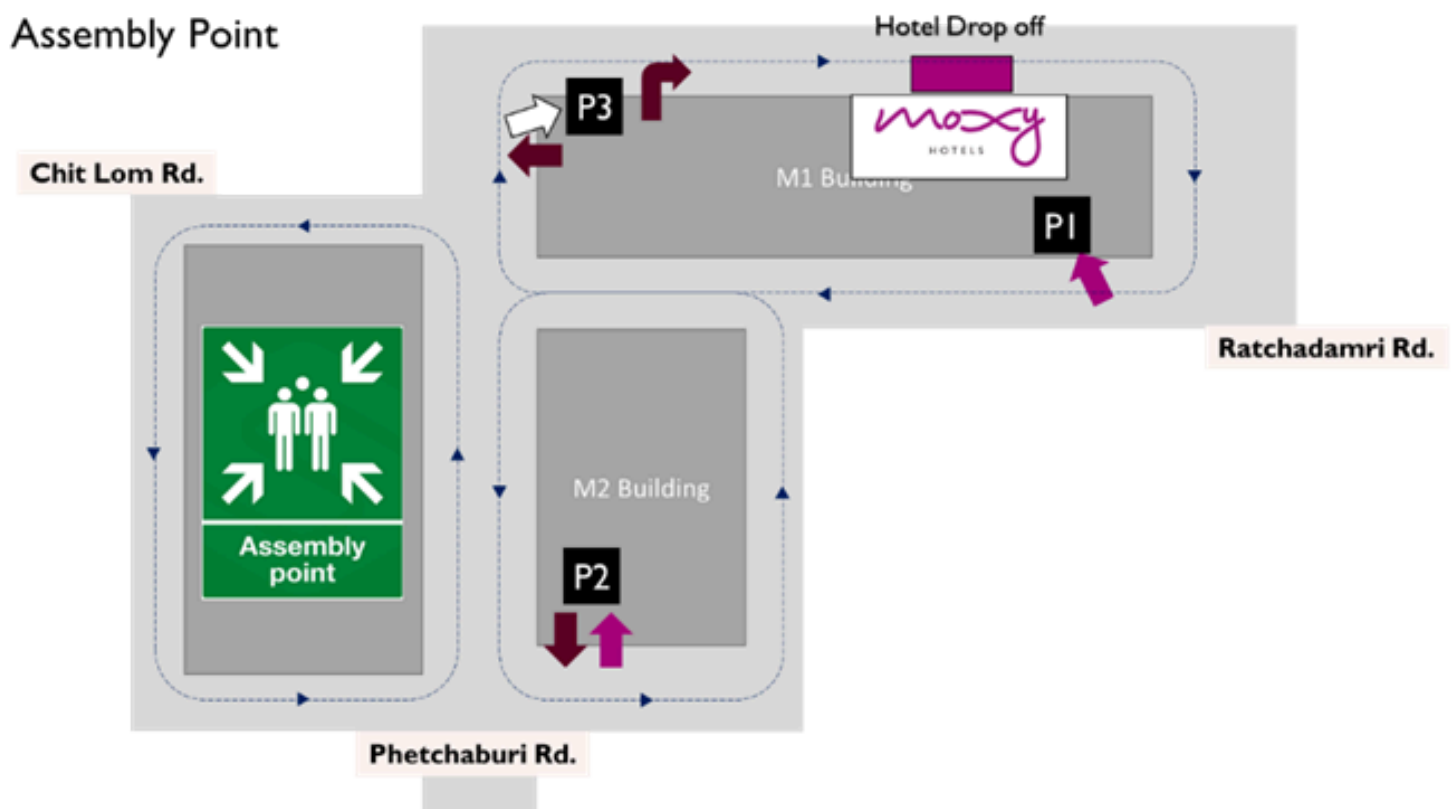 Assembly Point
Hotel Drop off
P3
moxy
HOTELS
Chit Lom Rd.
M1 Building
P1
Ratchadamri Rd.
M2 Building
Assembly
point
P2
Phetchaburi Rd.